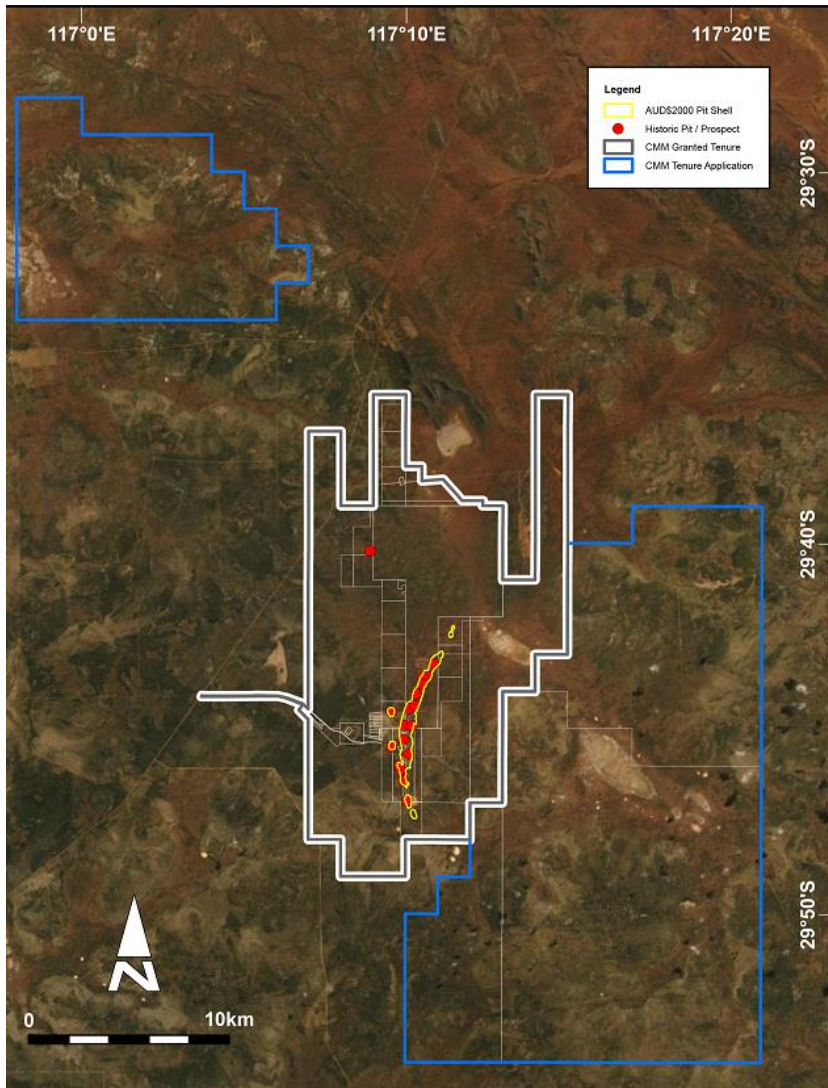 117°0'E
117°10'E
117°20'E
Legend
AUD$2000 Pit Shell
Historic Pit / Prospect
CMM Granted Tenure
CMM Tenure Application
29°30'S
29°40'S
29°50'S
N
0
10km